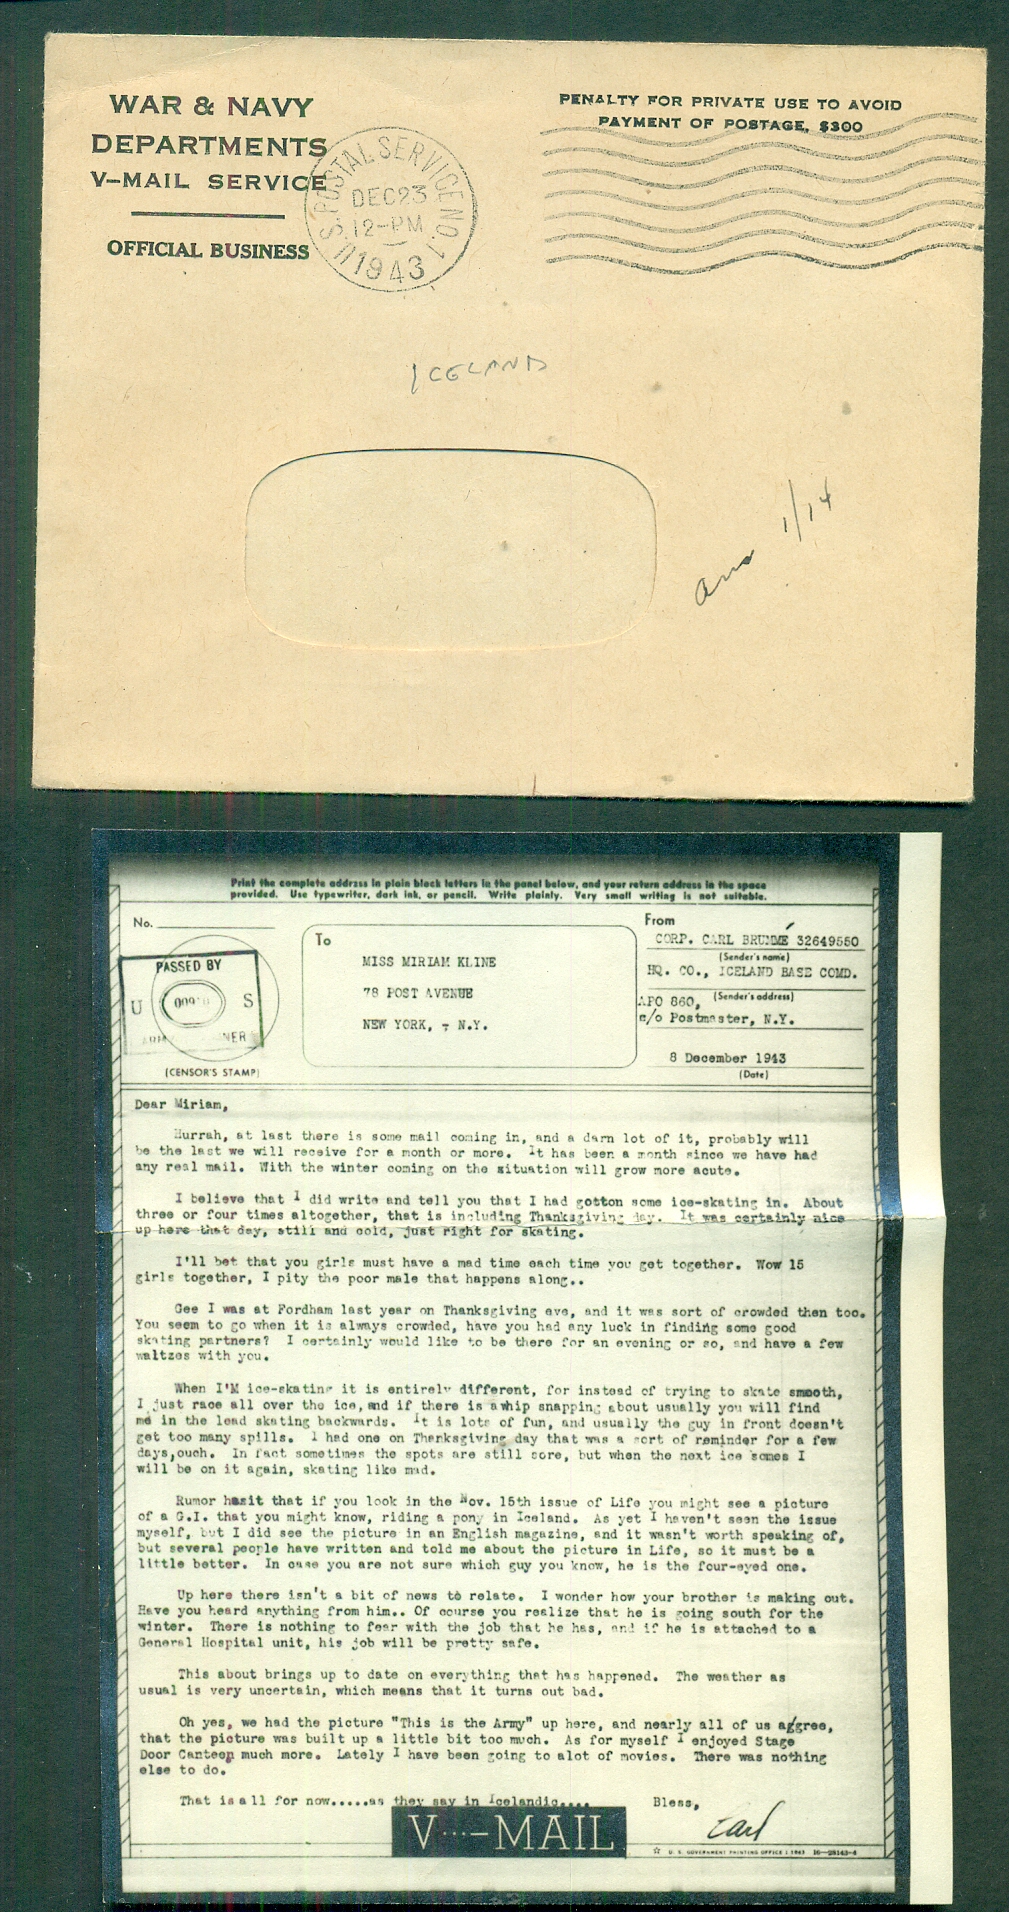 WAR & NAVY
DEPARTMENTS
V-MAIL SERVICE
OFFICIAL BUSINESS
U.S. POSTAL SERVICE NO. 1
DEC 23
12-PM
1943
PENALTY FOR PRIVATE USE TO AVOID
PAYMENT OF POSTAGE, $300
ICELAND
ans 1/14
Print the complete address in plain block letters in the panel below, and your return address in the space
provided. Use typewriter, dark ink, or pencil. Write plainly. Very small writing is not suitable.
No.
PASSED BY
U S
(CENSOR'S STAMP)
To
MISS MIRIAM KLINE
78 POST AVENUE
NEW YORK, - N.Y.
From
CORP. CARL BRUMMÉ 32649550
(Sender's name)
HQ. CO., ICELAND BASE COMD.
(Sender's address)
APO 860,
c/o Postmaster, N.Y.
8 December 1943
(Date)
Dear Miriam,
Hurrah, at last there is some mail coming in, and a darn lot of it, probably will
be the last we will receive for a month or more. It has been a month since we have had
any real mail. With the winter coming on the situation will grow more acute.
I believe that I did write and tell you that I had gotton some ice-skating in. About
three or four times altogether, that is including Thanksgiving day. It was certainly nice
up here that day, still and cold, just right for skating.
I'll bet that you girls must have a mad time each time you get together. Wow 15
girls together, I pity the poor male that happens along..
Gee I was at Fordham last year on Thanksgiving eve, and it was sort of crowded then too.
You seem to go when it is always crowded, have you had any luck in finding some good
skating partners? I certainly would like to be there for an evening or so, and have a few
waltzes with you.
When I'M ice-skating it is entirely different, for instead of trying to skate smooth,
I just race all over the ice, and if there is a whip snapping about usually you will find
me in the lead skating backwards. It is lots of fun, and usually the guy in front doesn't
get too many spills. I had one on Thanksgiving day that was a sort of reminder for a few
days,ouch. In fact sometimes the spots are still sore, but when the next ice comes I
will be on it again, skating like mad.
Rumor hasit that if you look in the Nov. 15th issue of Life you might see a picture
of a G.I. that you might know, riding a pony in Iceland. As yet I haven't seen the issue
myself, but I did see the picture in an English magazine, and it wasn't worth speaking of,
but several people have written and told me about the picture in Life, so it must be a
little better. In case you are not sure which guy you know, he is the four-eyed one.
Up here there isn't a bit of news to relate. I wonder how your brother is making out.
Have you heard anything from him.. Of course you realize that he is going south for the
winter. There is nothing to fear with the job that he has, and if he is attached to a
General Hospital unit, his job will be pretty safe.
This about brings up to date on everything that has happened. The weather as
usual is very uncertain, which means that it turns out bad.
Oh yes, we had the picture "This is the Army" up here, and nearly all of us aggree,
that the picture was built up a little bit too much. As for myself I enjoyed Stage
Door Canteen much more. Lately I have been going to alot of movies. There was nothing
else to do.
That is all for now.....as they say in Icelandic.... Bless,
Carl
V···-MAIL
☆ U. S. GOVERNMENT PRINTING OFFICE : 1943 16-28143-4